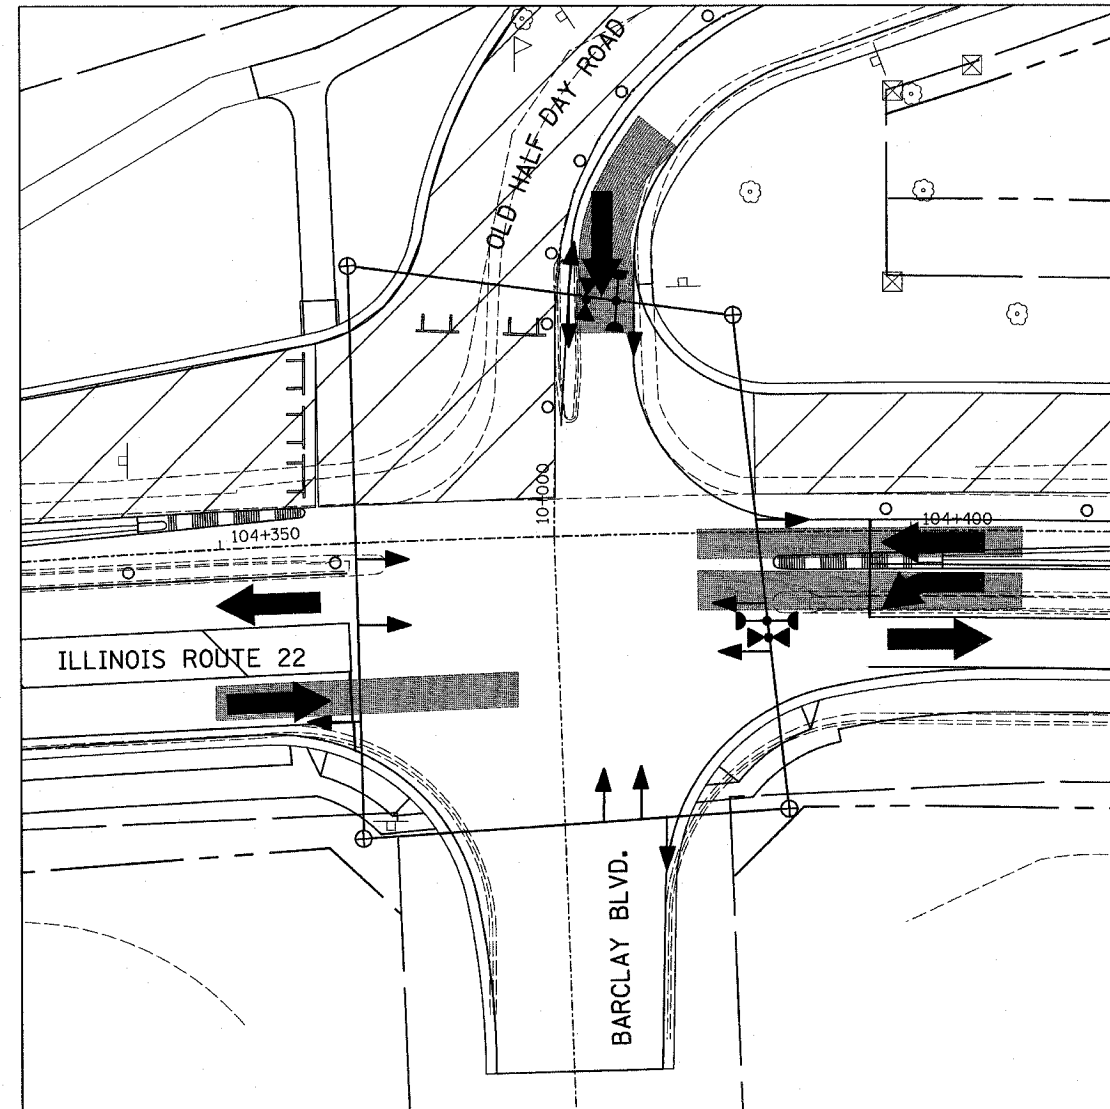 OLD HALF DAY ROAD
10+000
104+350
104+400
ILLINOIS ROUTE 22
BARCLAY BLVD.